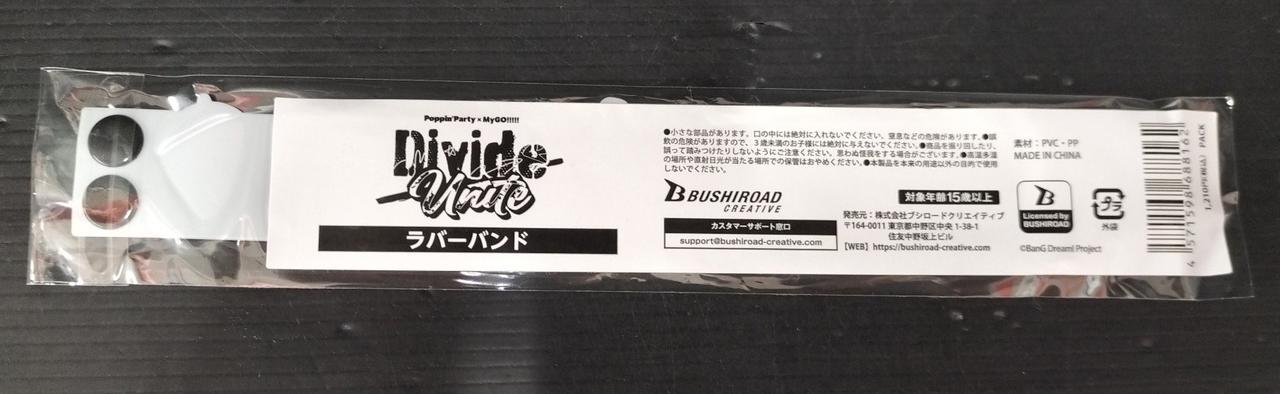 Poppin'Party × MyGO!!!!!
Divide
Unite
ラバーバンド
●小さな部品があります。口の中には絶対に入れないでください。窒息などの危険があります。●誤
飲の危険がありますので、3歳未満のお子様には絶対に与えないでください。●商品を振り回したり、
誤って踏みつけたりしないようにご注意ください。思わぬ怪我をする場合がございます。●高温多湿
の場所や直射日光が当たる場所での保管はおやめください。●本製品を本来の用途以外の目的で使用
しないでください。
BUSHIROAD
CREATIVE
カスタマーサポート窓口
support@bushiroad-creative.com
対象年齢15歳以上
発売元:株式会社ブシロードクリエイティブ
〒164-0011 東京都中野区中央 1-38-1
住友中野坂上ビル
【WEB】https://bushiroad-creative.com
素材:PVC・PP
MADE IN CHINA
B
Licensed by
BUSHIROAD
プラ
外袋
©BanG Dream! Project
4 571598 688162
1,210円(税込) PACK